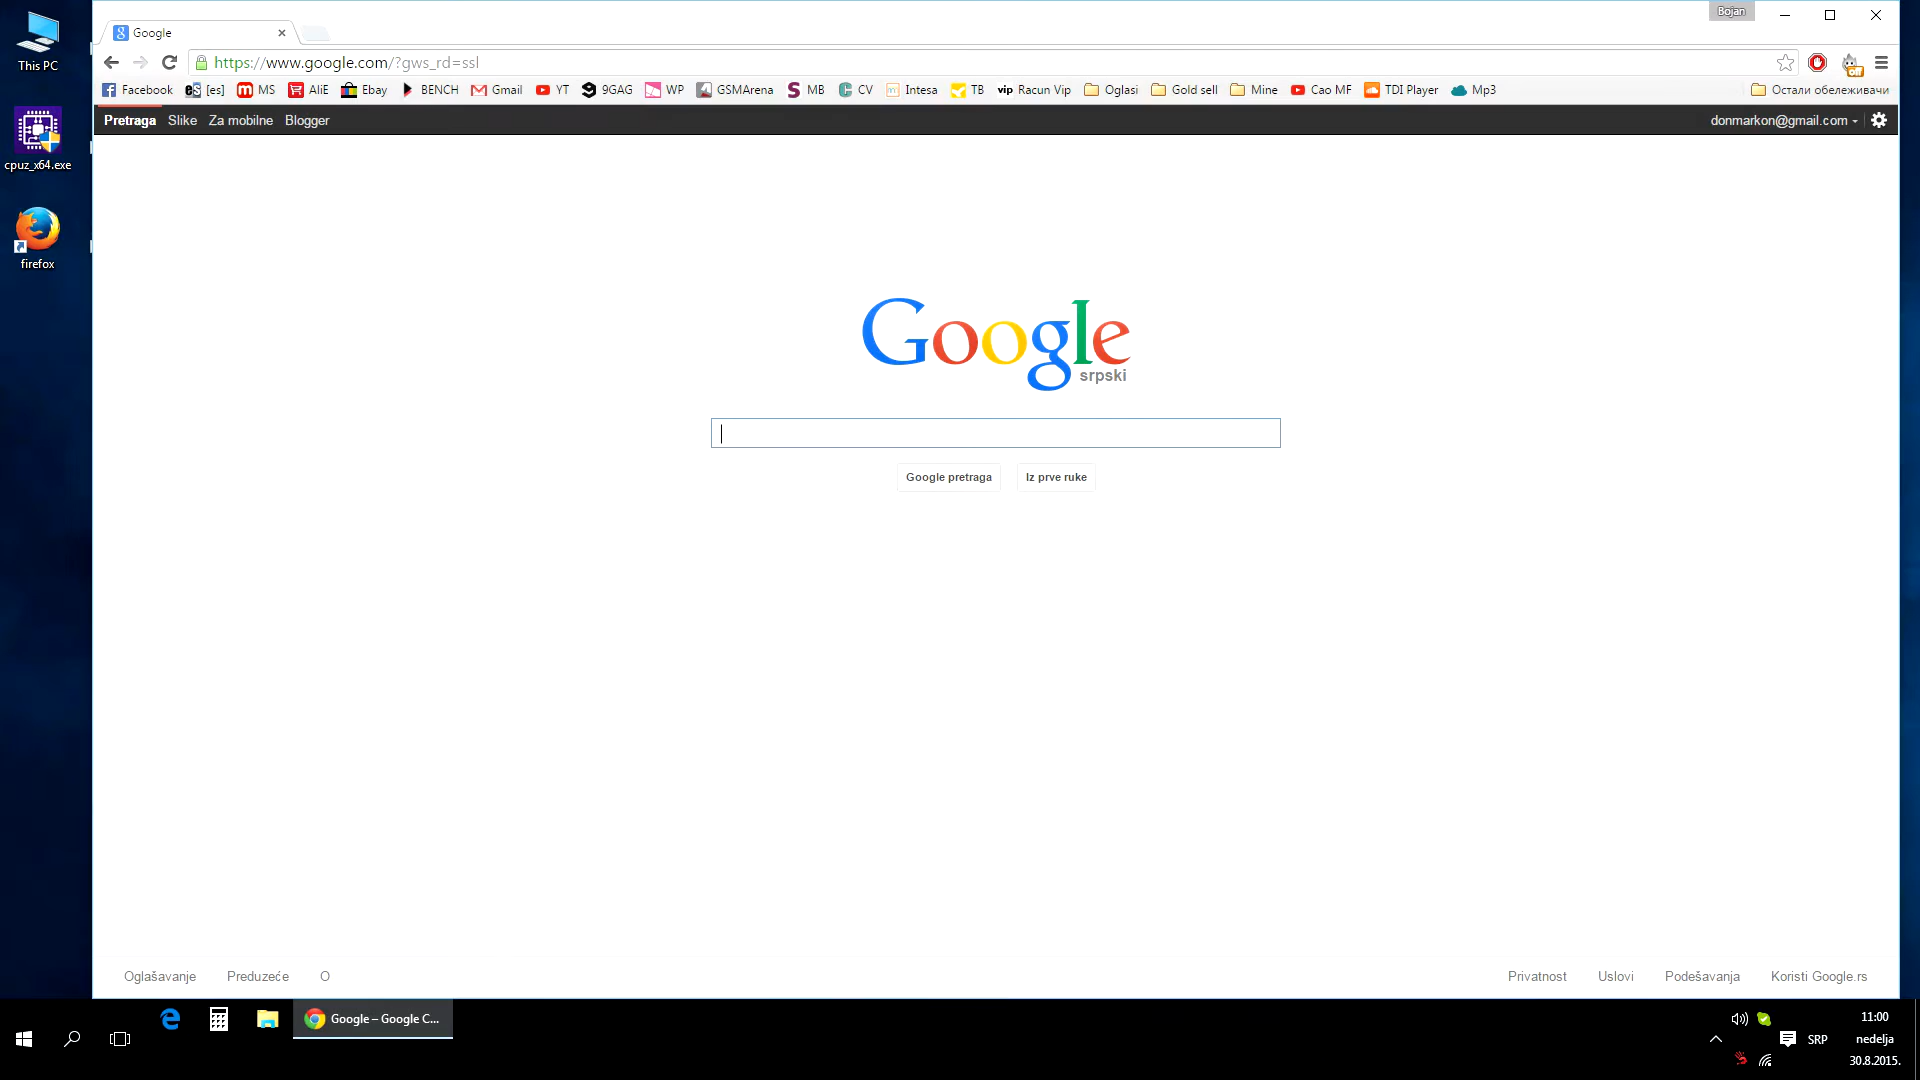 This PC
cpuz_x64.exe
firefox
Bojan
Google
https://www.google.com/?gws_rd=ssl
Facebook [es] MS AliE Ebay BENCH Gmail YT 9GAG WP GSMArena MB CV Intesa TB vip Racun Vip Oglasi Gold sell Mine Cao MF TDI Player Mp3 Остали обележивачи
Pretraga Slike Za mobilne Blogger donmarkon@gmail.com
Google
srpski
Google pretraga Iz prve ruke
Oglašavanje Preduzeće O Privatnost Uslovi Podešavanja Koristi Google.rs
Google – Google C...
SRP
11:00
nedelja
30.8.2015.